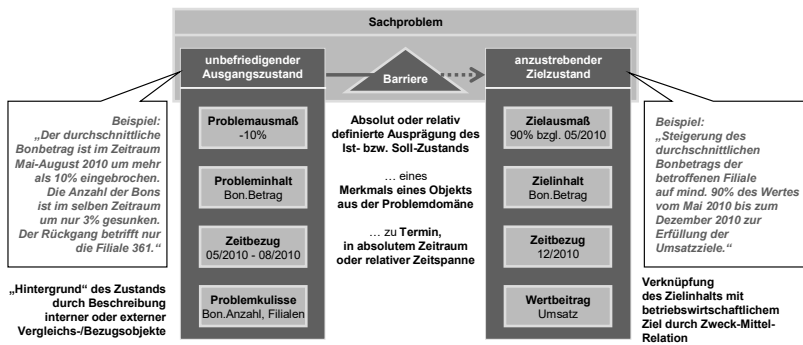 Sachproblem
unbefriedigender
Ausgangszustand
Barriere
anzustrebender
Zielzustand
Beispiel:
„Der durchschnittliche
Bonbetrag ist im Zeitraum
Mai-August 2010 um mehr
als 10% eingebrochen.
Die Anzahl der Bons
ist im selben Zeitraum
um nur 3% gesunken.
Der Rückgang betrifft nur
die Filiale 361.“
„Hintergrund“ des Zustands
durch Beschreibung
interner oder externer
Vergleichs-/Bezugsobjekte
Problemausmaß
-10%
Probleminhalt
Bon.Betrag
Zeitbezug
05/2010 - 08/2010
Problemkulisse
Bon.Anzahl, Filialen
Absolut oder relativ
definierte Ausprägung des
Ist- bzw. Soll-Zustands
… eines
Merkmals eines Objekts
aus der Problemdomäne
… zu Termin,
in absolutem Zeitraum
oder relativer Zeitspanne
Zielausmaß
90% bzgl. 05/2010
Zielinhalt
Bon.Betrag
Zeitbezug
12/2010
Wertbeitrag
Umsatz
Beispiel:
„Steigerung des
durchschnittlichen
Bonbetrags der
betroffenen Filiale
auf mind. 90% des Wertes
vom Mai 2010 bis zum
Dezember 2010 zur
Erfüllung der
Umsatzziele.“
Verknüpfung
des Zielinhalts mit
betriebswirtschaftlichem
Ziel durch Zweck-Mittel-
Relation